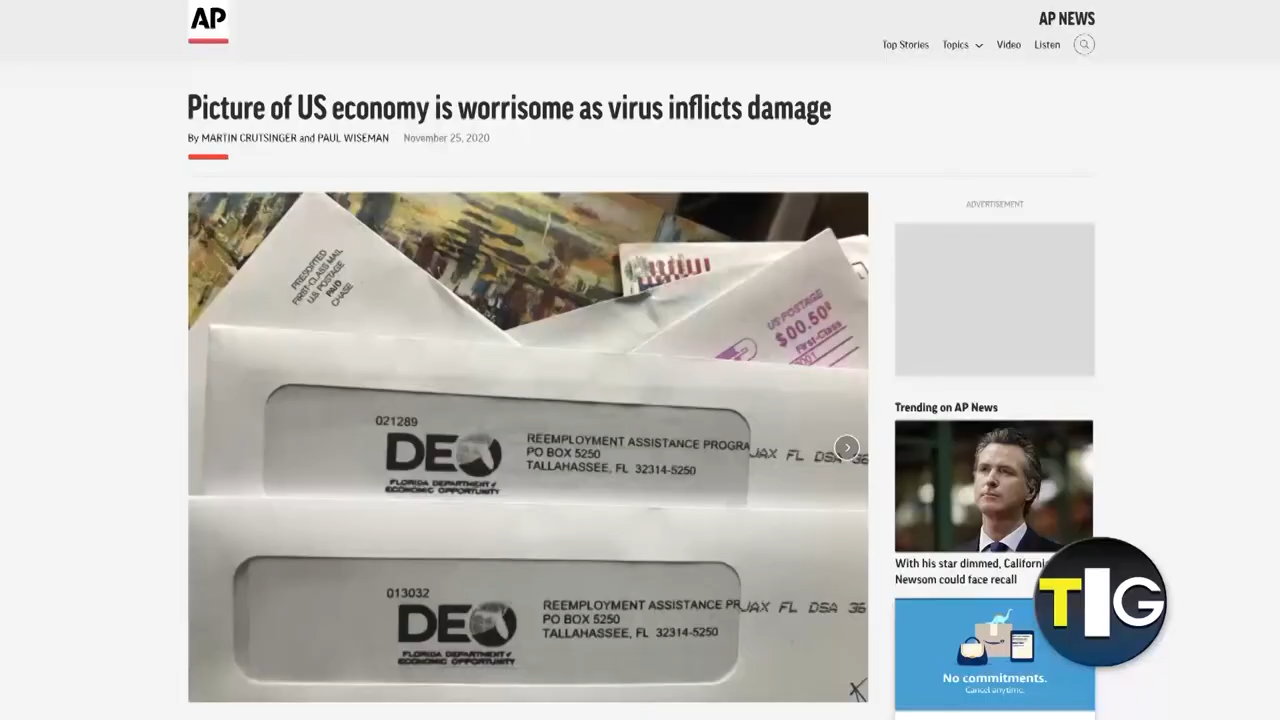 AP
AP NEWS
Top Stories Topics Video Listen
Picture of US economy is worrisome as virus inflicts damage
By MARTIN CRUTSINGER and PAUL WISEMAN November 25, 2020
ADVERTISEMENT
PRESORTED
FIRST-CLASS MAIL
U.S POSTAGE
PAID
CHASE
US POSTAGE
$00.50⁰
First-Class
021289
DEO
FLORIDA DEPARTMENT of
ECONOMIC OPPORTUNITY
REEMPLOYMENT ASSISTANCE PROGRA
PO BOX 5250
TALLAHASSEE, FL 32314-5250
JAX FL DSA 36
013032
DEO
FLORIDA DEPARTMENT of
ECONOMIC OPPORTUNITY
REEMPLOYMENT ASSISTANCE PR
PO BOX 5250
TALLAHASSEE, FL 32314-5250
JAX FL DSA 36
Trending on AP News
With his star dimmed, California
Newsom could face recall
TIG
No commitments.
Cancel anytime.